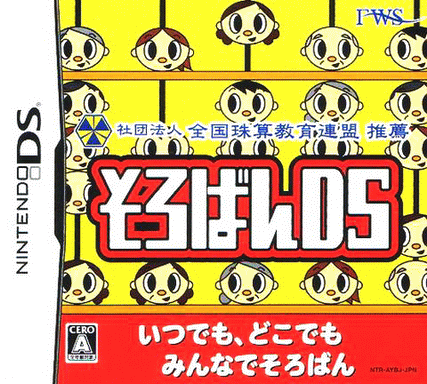 rws
社団法人 全国珠算教育連盟 推薦
NINTENDO DS
そろばんDS
CERO
A
いつでも、どこでも
みんなでそろばん
NTR-AYBJ-JPN